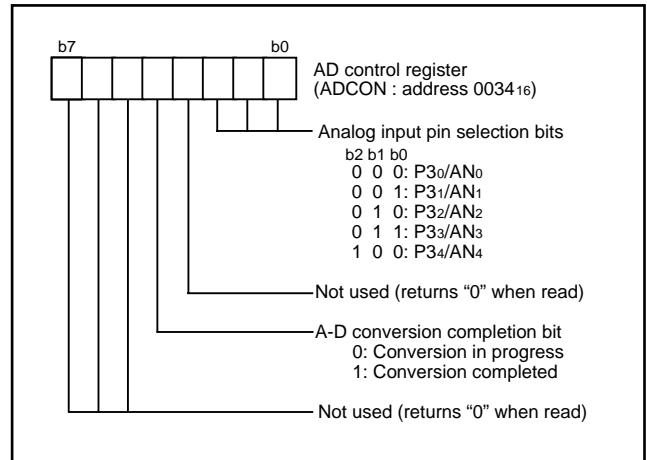 b7 b0
AD control register
(ADCON : address 003416)
Analog input pin selection bits
b2 b1 b0
0 0 0: P30/AN0
0 0 1: P31/AN1
0 1 0: P32/AN2
0 1 1: P33/AN3
1 0 0: P34/AN4
Not used (returns “0” when read)
A-D conversion completion bit
0: Conversion in progress
1: Conversion completed
Not used (returns “0” when read)